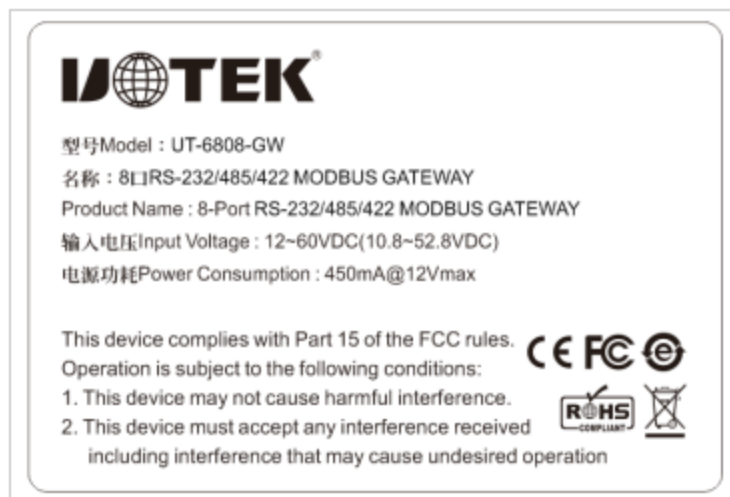 UOTEK®
型号Model : UT-6808-GW
名称 : 8口RS-232/485/422 MODBUS GATEWAY
Product Name : 8-Port RS-232/485/422 MODBUS GATEWAY
输入电压Input Voltage : 12~60VDC(10.8~52.8VDC)
电源功耗Power Consumption : 450mA@12Vmax
This device complies with Part 15 of the FCC rules.
Operation is subject to the following conditions:
1. This device may not cause harmful interference.
2. This device must accept any interference received
including interference that may cause undesired operation
CE FC e
ROHS
COMPLIANT